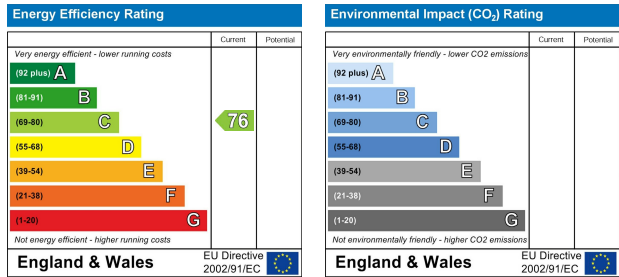 Energy Efficiency Rating
Current Potential
Very energy efficient - lower running costs
(92 plus) A
(81-91) B
(69-80) C 76
(55-68) D
(39-54) E
(21-38) F
(1-20) G
Not energy efficient - higher running costs
England & Wales
EU Directive
2002/91/EC
Environmental Impact (CO₂) Rating
Current Potential
Very environmentally friendly - lower CO2 emissions
(92 plus) A
(81-91) B
(69-80) C
(55-68) D
(39-54) E
(21-38) F
(1-20) G
Not environmentally friendly - higher CO2 emissions
England & Wales
EU Directive
2002/91/EC